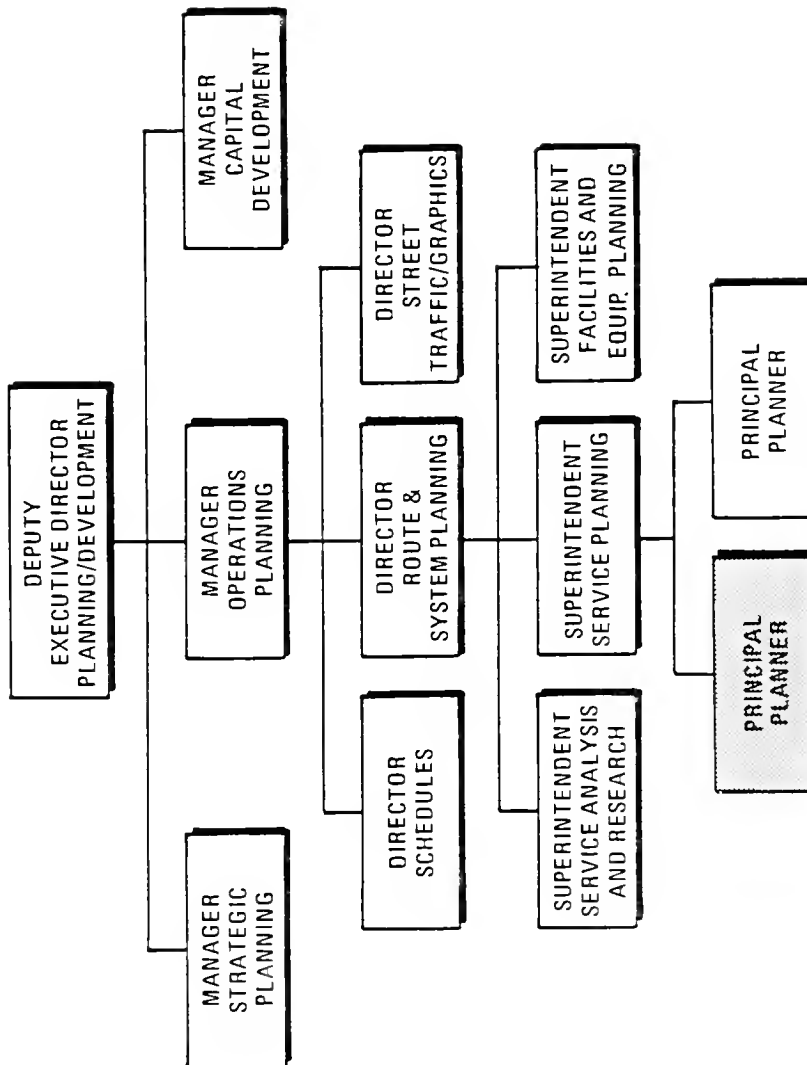 DEPUTY
EXECUTIVE DIRECTOR
PLANNING/DEVELOPMENT
MANAGER
STRATEGIC
PLANNING
MANAGER
OPERATIONS
PLANNING
MANAGER
CAPITAL
DEVELOPMENT
DIRECTOR
SCHEDULES
DIRECTOR
ROUTE &
SYSTEM PLANNING
DIRECTOR
STREET
TRAFFIC/GRAPHICS
SUPERINTENDENT
SERVICE ANALYSIS
AND RESEARCH
SUPERINTENDENT
SERVICE PLANNING
SUPERINTENDENT
FACILITIES AND
EQUIP. PLANNING
PRINCIPAL
PLANNER
PRINCIPAL
PLANNER